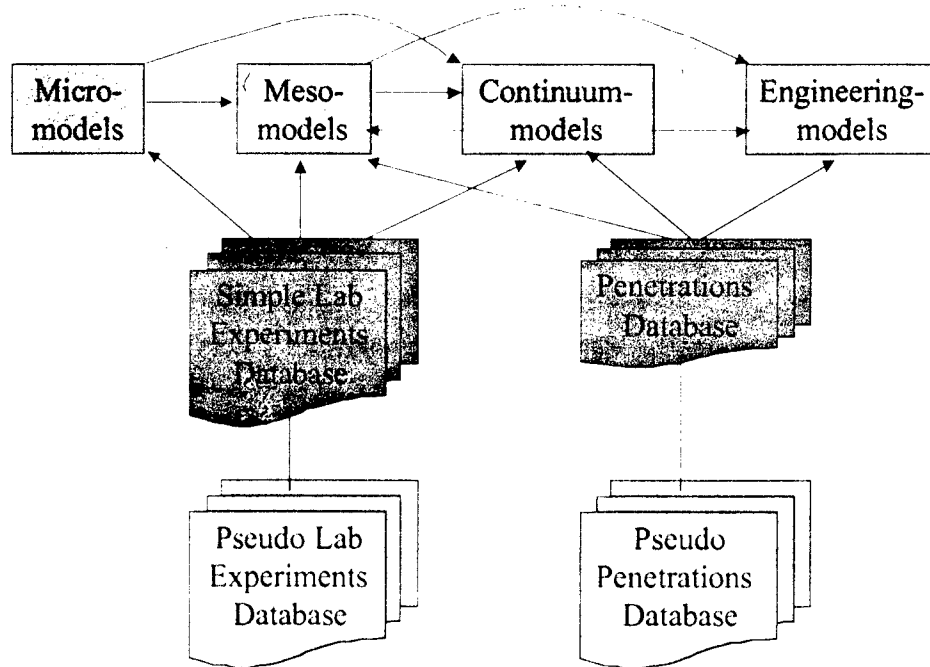 Micro-
models
Meso-
models
Continuum-
models
Engineering-
models
Simple Lab
Experiments
Database
Penetrations
Database
Pseudo Lab
Experiments
Database
Pseudo
Penetrations
Database